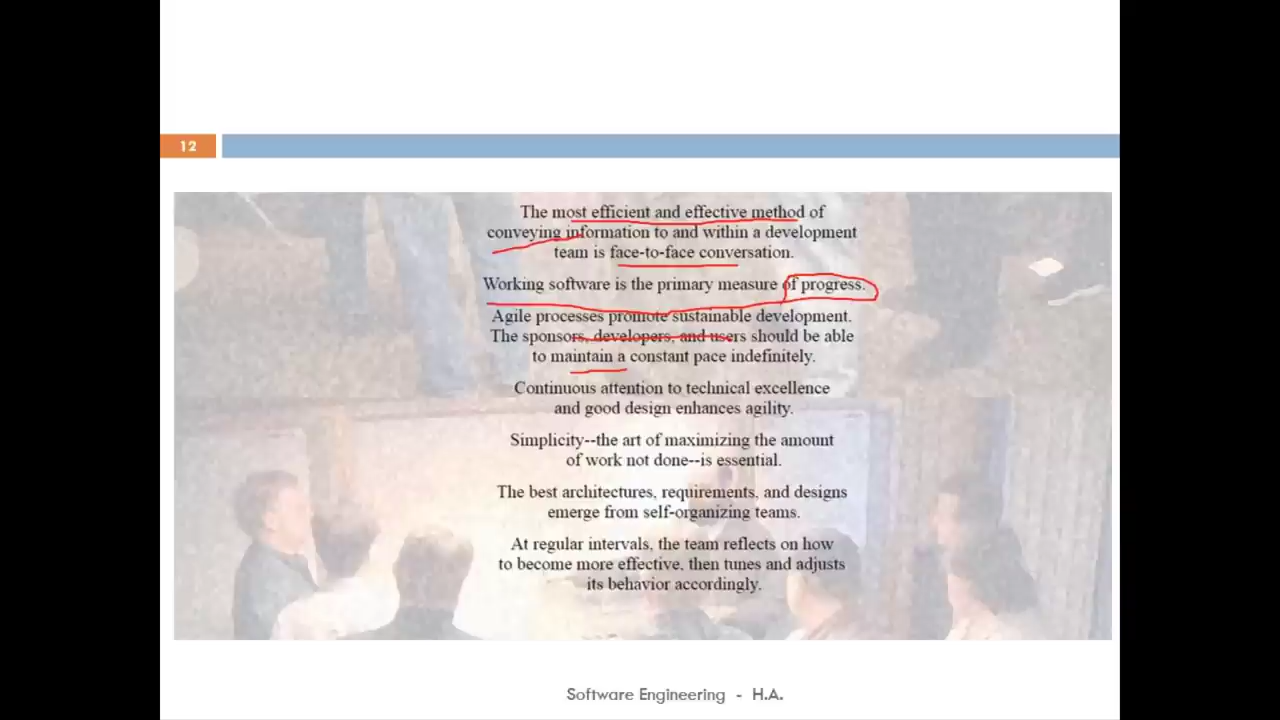 12
The most efficient and effective method of
conveying information to and within a development
team is face-to-face conversation.
Working software is the primary measure of progress.
Agile processes promote sustainable development.
The sponsors, developers, and users should be able
to maintain a constant pace indefinitely.
Continuous attention to technical excellence
and good design enhances agility.
Simplicity--the art of maximizing the amount
of work not done--is essential.
The best architectures, requirements, and designs
emerge from self-organizing teams.
At regular intervals, the team reflects on how
to become more effective, then tunes and adjusts
its behavior accordingly.
Software Engineering - H.A.